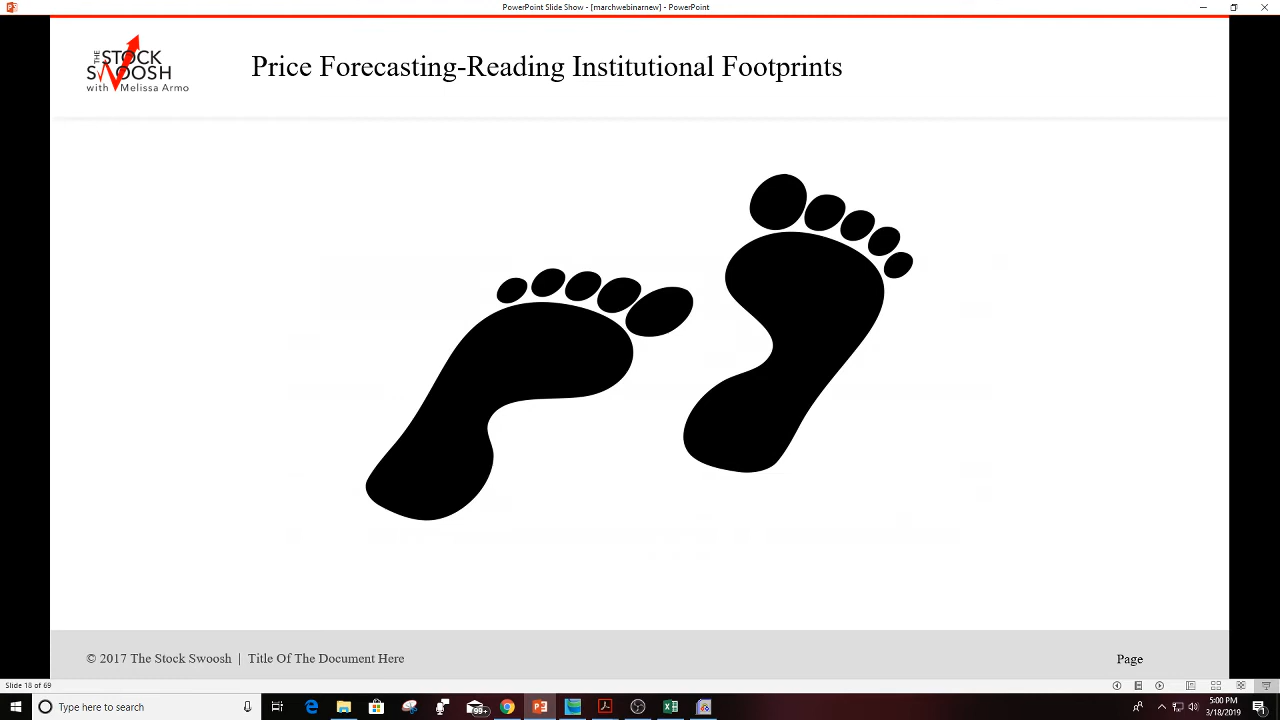 PowerPoint Slide Show - [marchwebinarnew] - PowerPoint
THE STOCK
SWOOSH
with Melissa Armo
Price Forecasting-Reading Institutional Footprints
© 2017 The Stock Swoosh | Title Of The Document Here
Page
Slide 18 of 69
Type here to search
99+
5:00 PM
3/18/2019